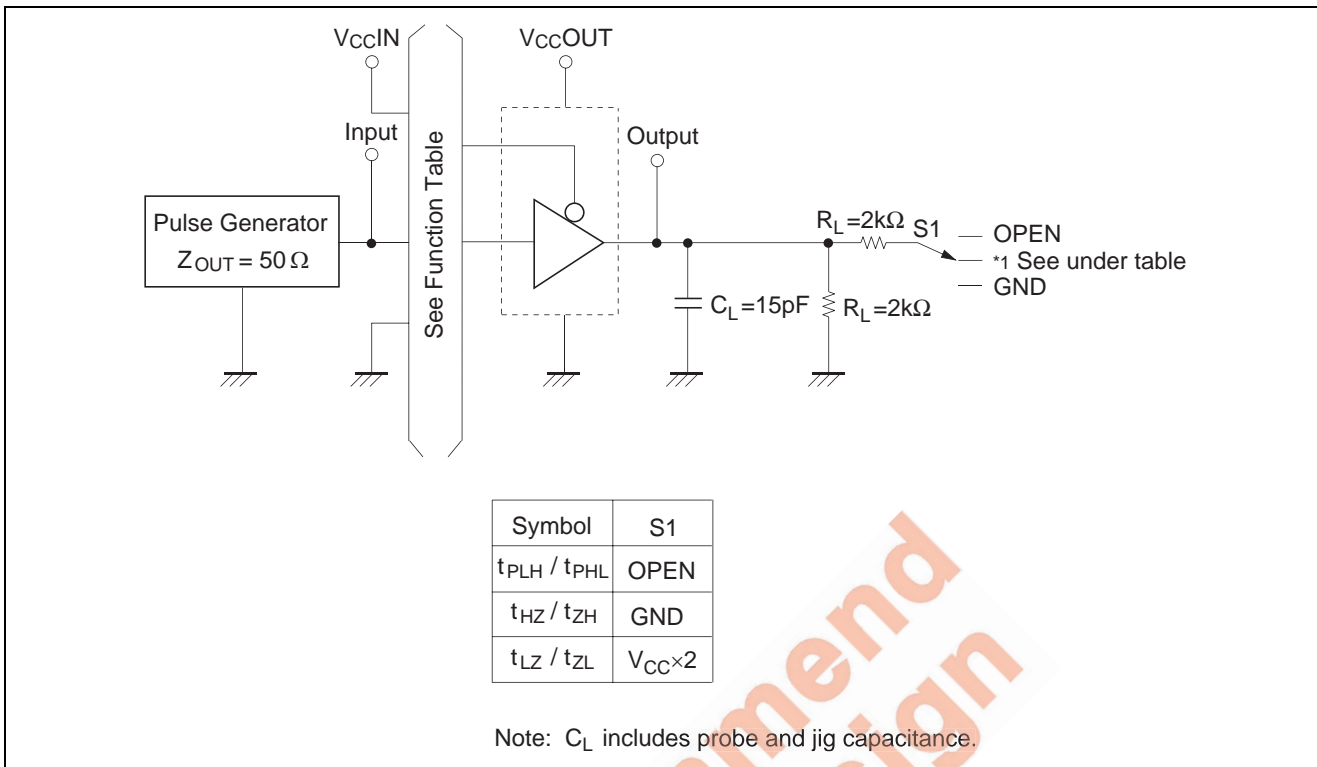 VCCIN
VCCOUT
Input
Output
See Function Table
Pulse Generator
ZOUT = 50 Ω
RL=2kΩ
S1
OPEN
*1 See under table
GND
CL=15pF
RL=2kΩ
Symbol S1
tPLH / tPHL OPEN
tHZ / tZH GND
tLZ / tZL VCC×2
Note: CL includes probe and jig capacitance.